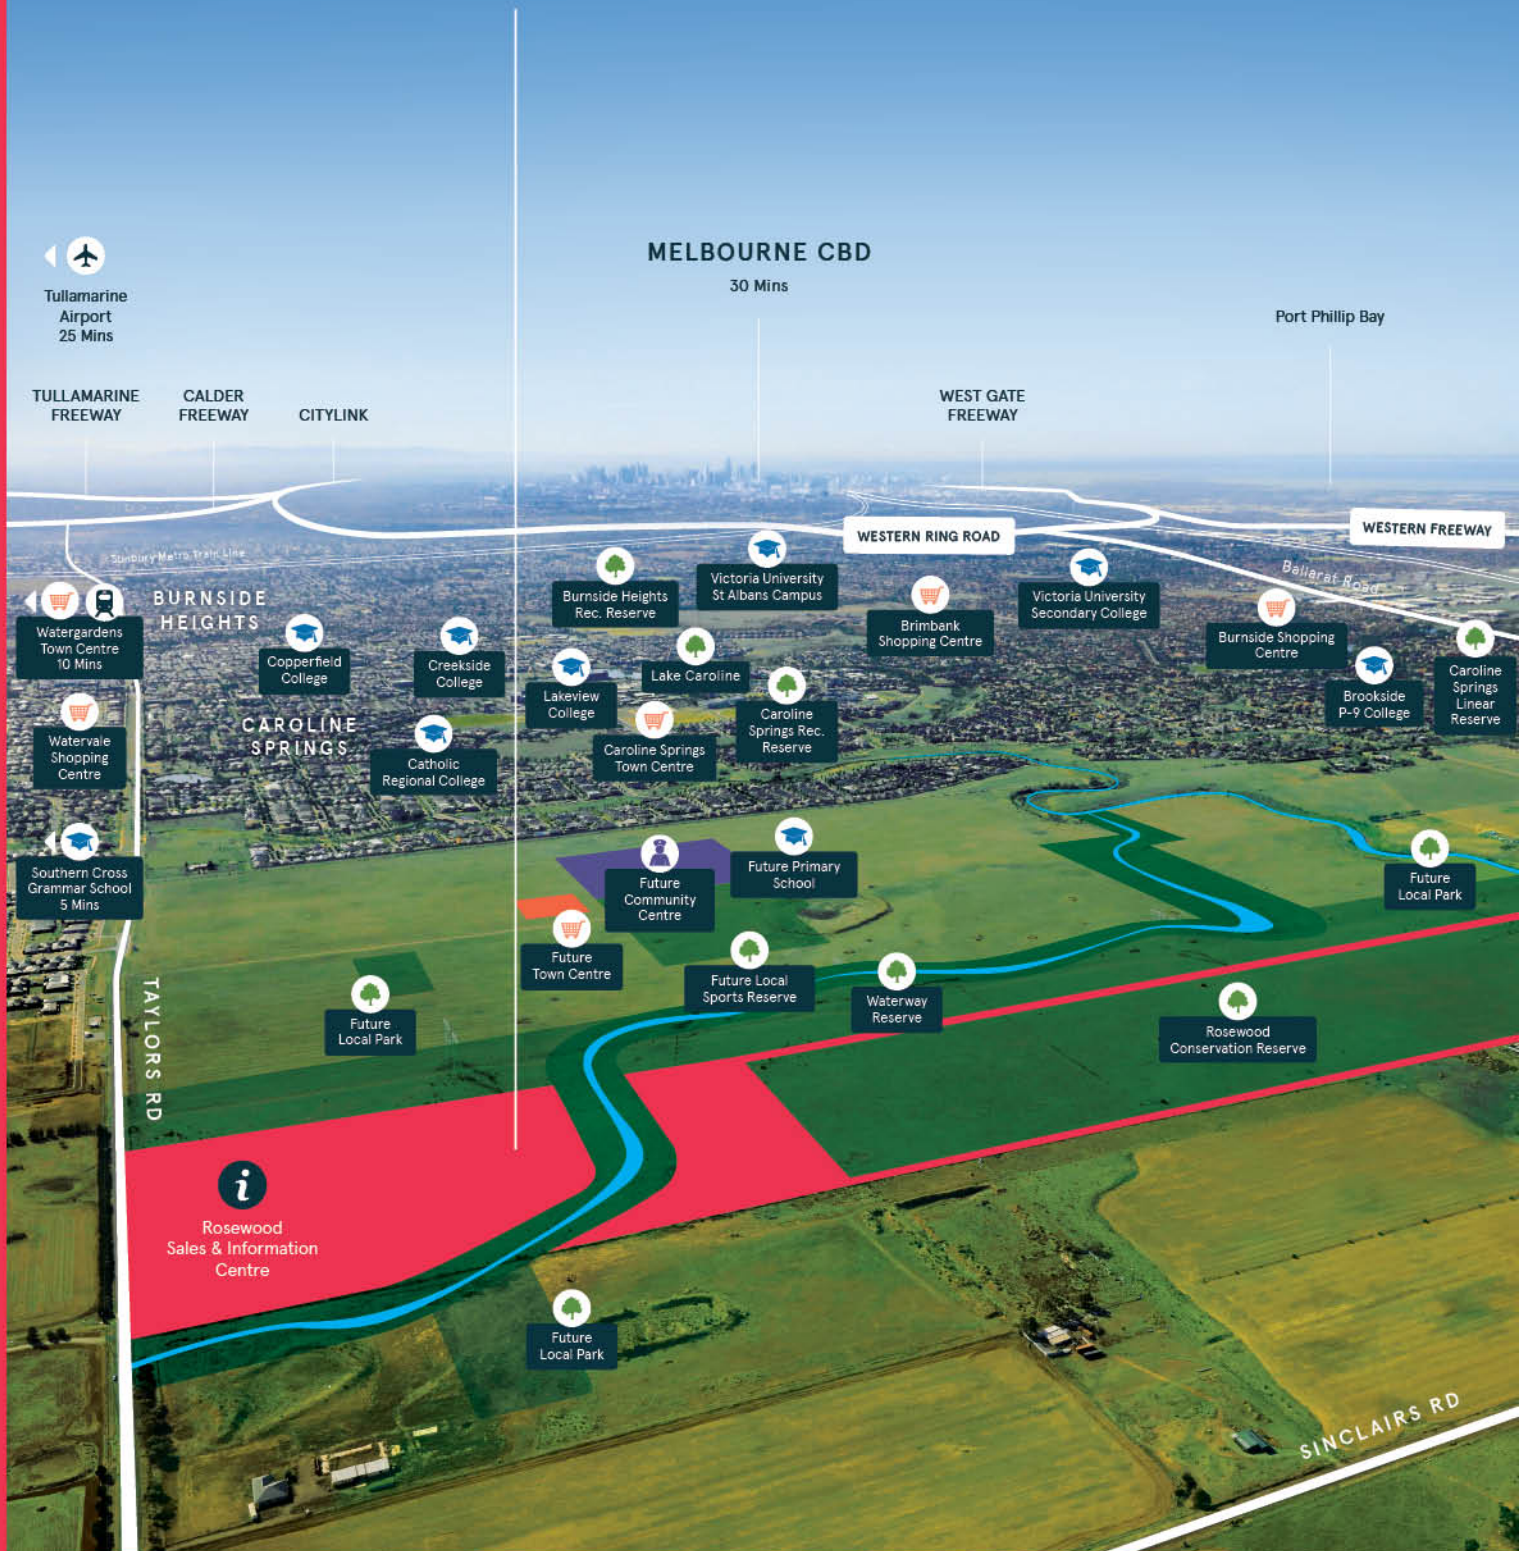 MELBOURNE CBD
30 Mins
Tullamarine
Airport
25 Mins
Port Phillip Bay
TULLAMARINE
FREEWAY
CALDER
FREEWAY
CITYLINK
WEST GATE
FREEWAY
WESTERN RING ROAD
WESTERN FREEWAY
Sunbury Metro Train Line
Ballarat Road
BURNSIDE
HEIGHTS
Watergardens
Town Centre
10 Mins
Copperfield
College
Creekside
College
Burnside Heights
Rec. Reserve
Victoria University
St Albans Campus
Brimbank
Shopping Centre
Victoria University
Secondary College
Burnside Shopping
Centre
Lake Caroline
Lakeview
College
Brookside
P-9 College
Caroline
Springs
Linear
Reserve
CAROLINE
SPRINGS
Watervale
Shopping
Centre
Catholic
Regional College
Caroline Springs
Town Centre
Caroline
Springs Rec.
Reserve
Southern Cross
Grammar School
5 Mins
Future
Community
Centre
Future Primary
School
Future
Local Park
Future
Town Centre
Future Local
Sports Reserve
Waterway
Reserve
Future
Local Park
Rosewood
Conservation Reserve
TAYLORS RD
i
Rosewood
Sales & Information
Centre
Future
Local Park
SINCLAIRS RD